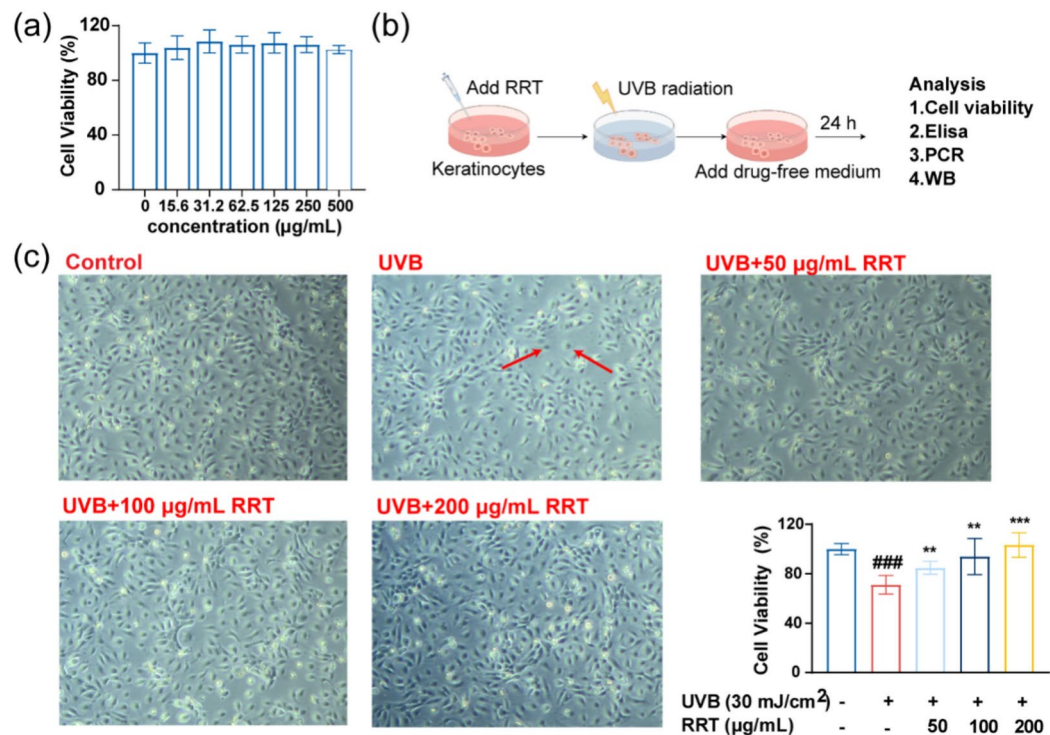 (a)
120
80
40
0
Cell Viability (%)
0 15.6 31.2 62.5 125 250 500
concentration (μg/mL)
(b)
Add RRT
Keratinocytes
UVB radiation
Add drug-free medium
24 h
Analysis
1.Cell viability
2.Elisa
3.PCR
4.WB
(c)
Control
UVB
UVB+50 μg/mL RRT
UVB+100 μg/mL RRT
UVB+200 μg/mL RRT
120
80
40
0
Cell Viability (%)
###
**
**
***
UVB (30 mJ/cm²) - + + + +
RRT (μg/mL) - - 50 100 200